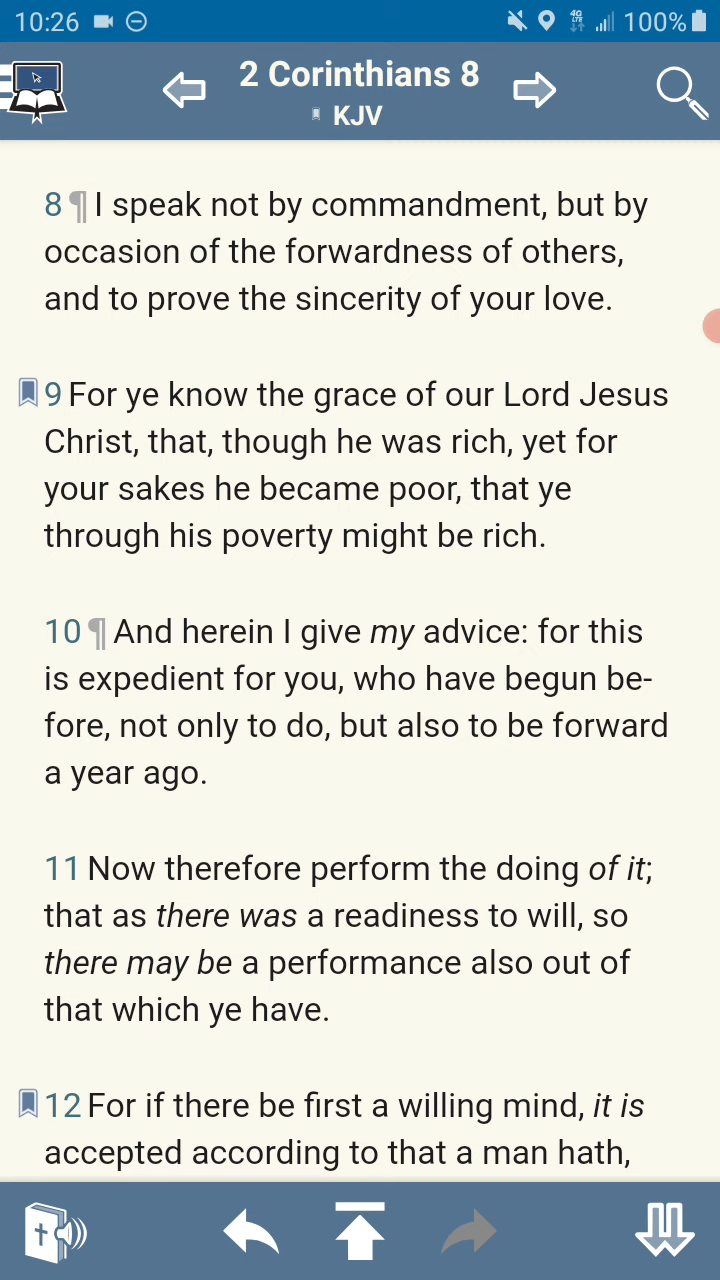 10:26
4G
LTE
100%
2 Corinthians 8
KJV
8 ¶ I speak not by commandment, but by
occasion of the forwardness of others,
and to prove the sincerity of your love.
9 For ye know the grace of our Lord Jesus
Christ, that, though he was rich, yet for
your sakes he became poor, that ye
through his poverty might be rich.
10 ¶ And herein I give my advice: for this
is expedient for you, who have begun be-
fore, not only to do, but also to be forward
a year ago.
11 Now therefore perform the doing of it;
that as there was a readiness to will, so
there may be a performance also out of
that which ye have.
12 For if there be first a willing mind, it is
accepted according to that a man hath,